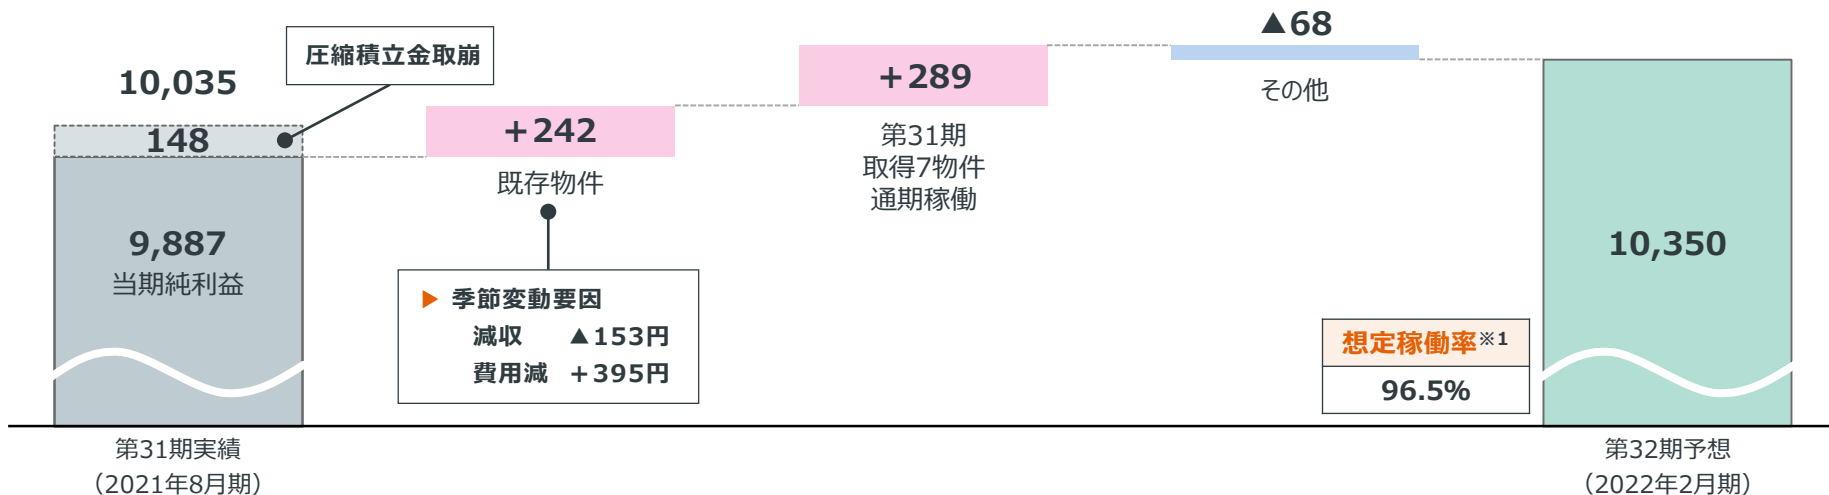 10,035
148
圧縮積立金取崩
9,887
当期純利益
+242
既存物件
▶ 季節変動要因
減収 ▲153円
費用減 +395円
+289
第31期
取得7物件
通期稼働
▲68
その他
想定稼働率※1
96.5%
10,350
第31期実績
（2021年8月期）
第32期予想
（2022年2月期）